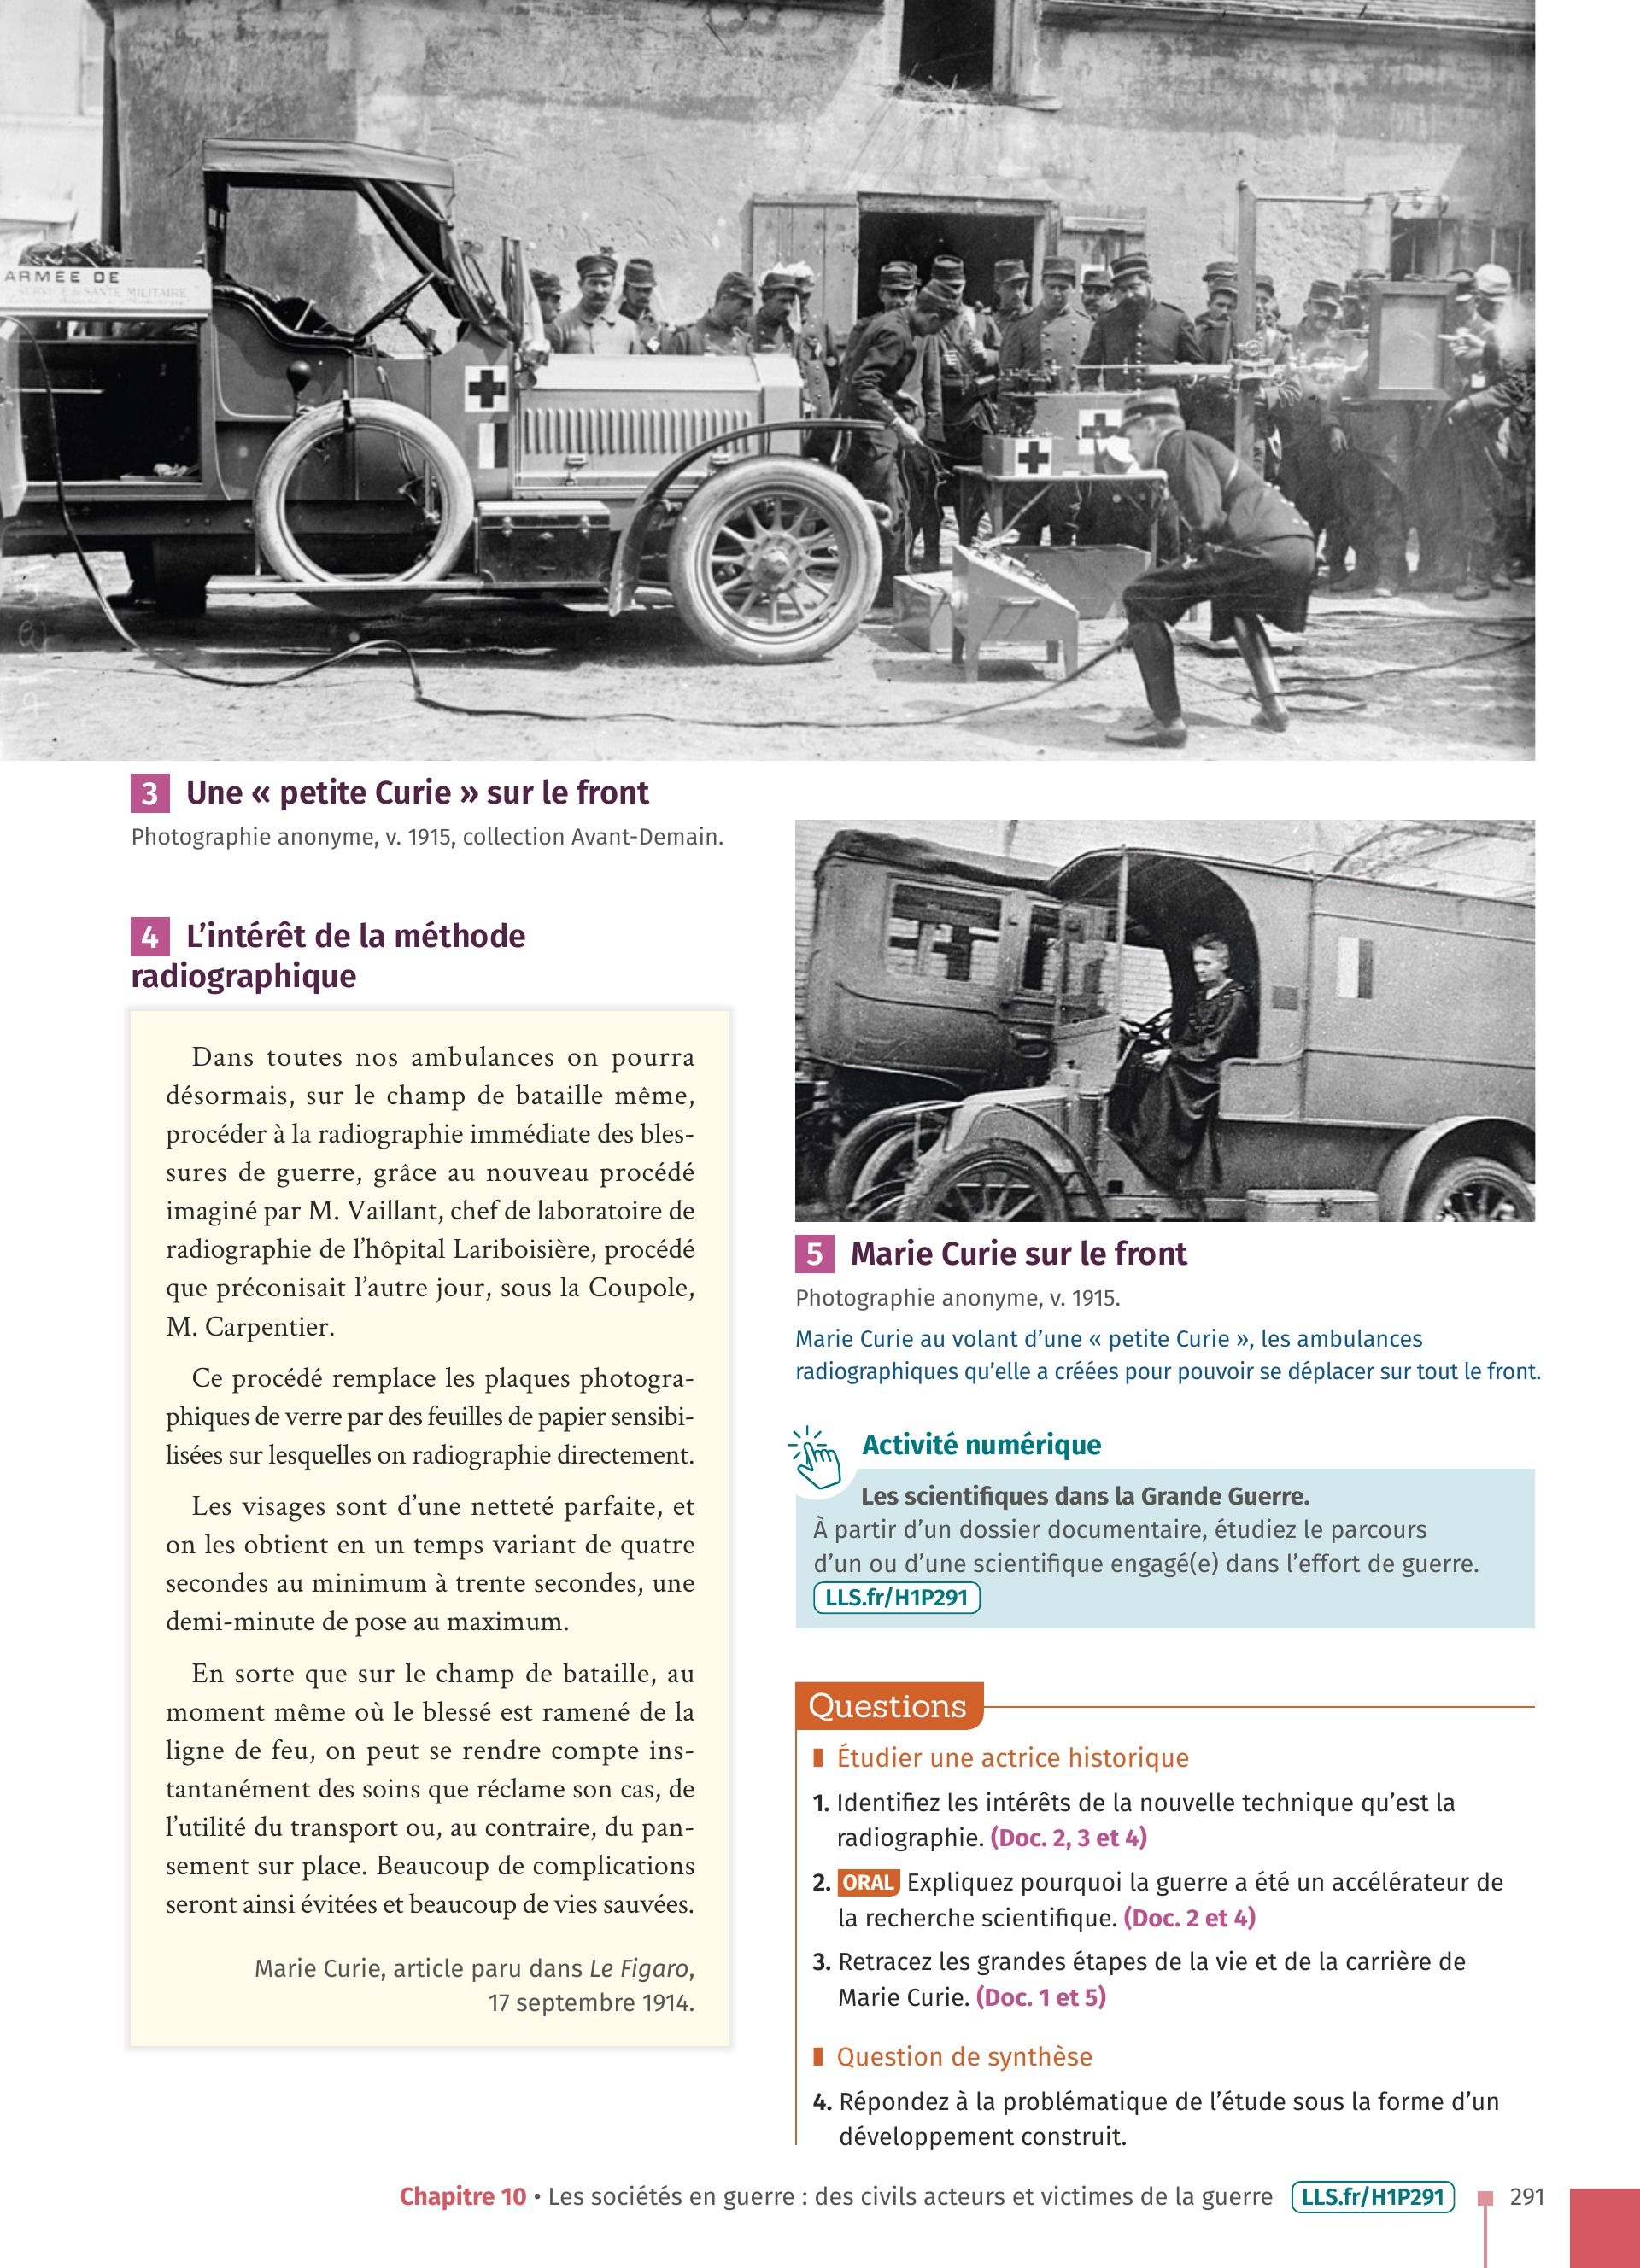 ARMÉE DE
SERVICE de SANTÉ MILITAIRE
3 Une « petite Curie » sur le front
Photographie anonyme, v. 1915, collection Avant-Demain.
4 L’intérêt de la méthode
radiographique
Dans toutes nos ambulances on pourra
désormais, sur le champ de bataille même,
procéder à la radiographie immédiate des bles-
sures de guerre, grâce au nouveau procédé
imaginé par M. Vaillant, chef de laboratoire de
radiographie de l’hôpital Lariboisière, procédé
que préconisait l’autre jour, sous la Coupole,
M. Carpentier.
Ce procédé remplace les plaques photogra-
phiques de verre par des feuilles de papier sensibi-
lisées sur lesquelles on radiographie directement.
Les visages sont d’une netteté parfaite, et
on les obtient en un temps variant de quatre
secondes au minimum à trente secondes, une
demi-minute de pose au maximum.
En sorte que sur le champ de bataille, au
moment même où le blessé est ramené de la
ligne de feu, on peut se rendre compte ins-
tantanément des soins que réclame son cas, de
l’utilité du transport ou, au contraire, du pan-
sement sur place. Beaucoup de complications
seront ainsi évitées et beaucoup de vies sauvées.
Marie Curie, article paru dans Le Figaro,
17 septembre 1914.
5 Marie Curie sur le front
Photographie anonyme, v. 1915.
Marie Curie au volant d’une « petite Curie », les ambulances
radiographiques qu’elle a créées pour pouvoir se déplacer sur tout le front.
Activité numérique
Les scientifiques dans la Grande Guerre.
À partir d’un dossier documentaire, étudiez le parcours
d’un ou d’une scientifique engagé(e) dans l’effort de guerre.
LLS.fr/H1P291
Questions
Étudier une actrice historique
1. Identifiez les intérêts de la nouvelle technique qu’est la
radiographie. (Doc. 2, 3 et 4)
2. ORAL Expliquez pourquoi la guerre a été un accélérateur de
la recherche scientifique. (Doc. 2 et 4)
3. Retracez les grandes étapes de la vie et de la carrière de
Marie Curie. (Doc. 1 et 5)
Question de synthèse
4. Répondez à la problématique de l’étude sous la forme d’un
développement construit.
Chapitre 10 • Les sociétés en guerre : des civils acteurs et victimes de la guerre LLS.fr/H1P291 291